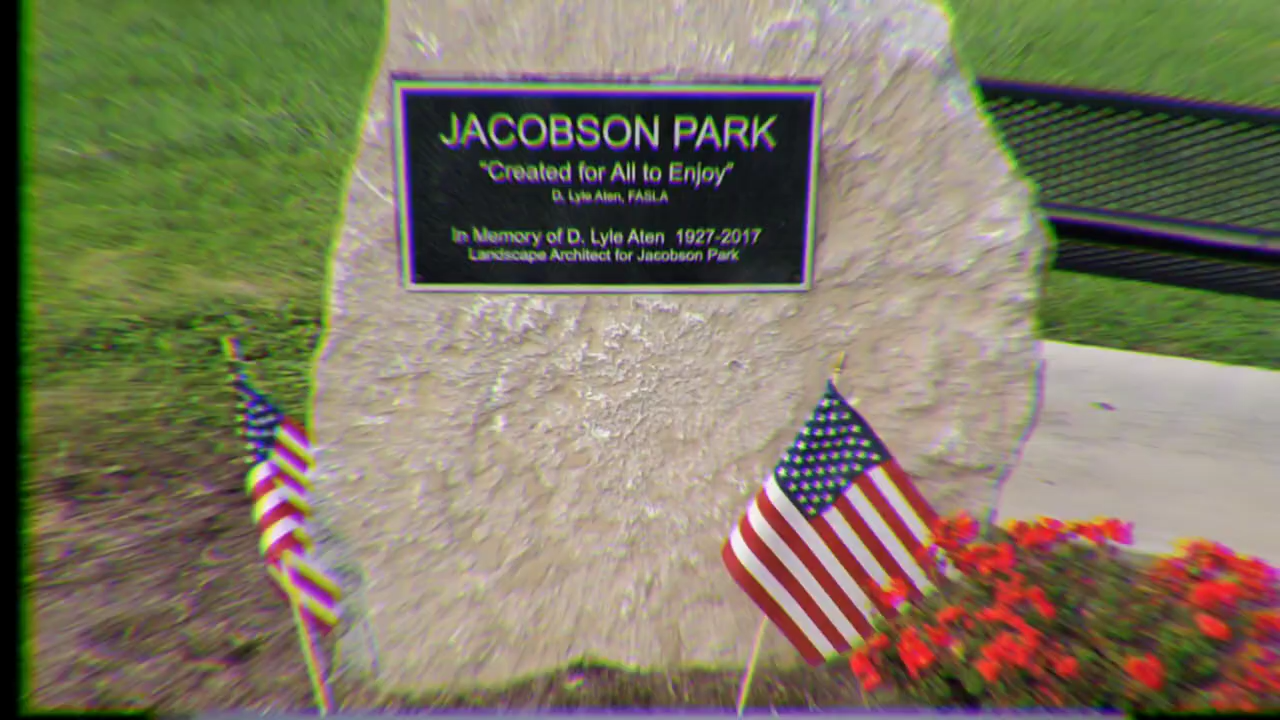 JACOBSON PARK
"Created for All to Enjoy"
D. Lyle Aten, FASLA
In Memory of D. Lyle Aten 1927-2017
Landscape Architect for Jacobson Park